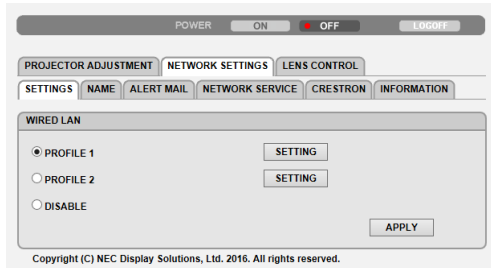 POWER ON OFF LOGOFF
PROJECTOR ADJUSTMENT NETWORK SETTINGS LENS CONTROL
SETTINGS NAME ALERT MAIL NETWORK SERVICE CRESTRON INFORMATION
WIRED LAN
PROFILE 1 SETTING
PROFILE 2 SETTING
DISABLE
APPLY
Copyright (C) NEC Display Solutions, Ltd. 2016. All rights reserved.